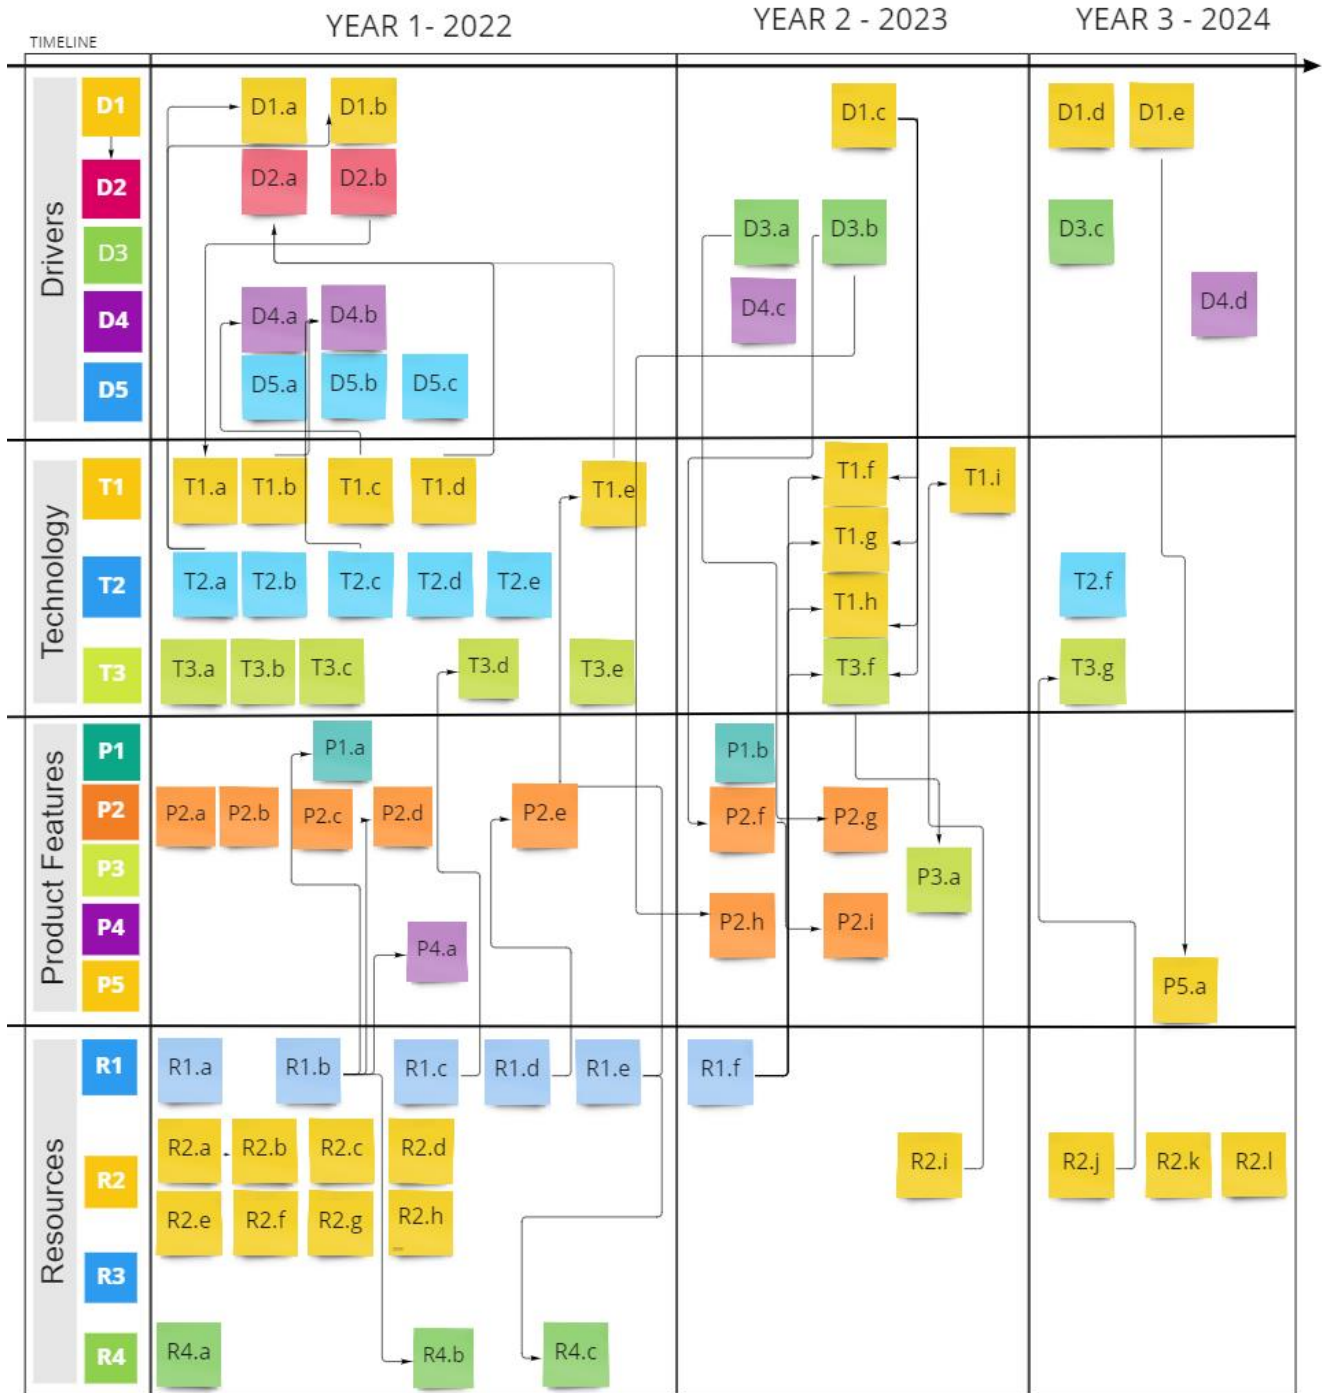 YEAR 1- 2022
YEAR 2 - 2023
YEAR 3 - 2024
TIMELINE
Drivers
D1
D1.a
D1.b
D1.c
D1.d
D1.e
D2
D2.a
D2.b
D3
D3.a
D3.b
D3.c
D4
D4.a
D4.b
D4.c
D4.d
D5
D5.a
D5.b
D5.c
Technology
T1
T1.a
T1.b
T1.c
T1.d
T1.e
T1.f
T1.i
T1.g
T2
T2.a
T2.b
T2.c
T2.d
T2.e
T1.h
T2.f
T3
T3.a
T3.b
T3.c
T3.d
T3.e
T3.f
T3.g
Product Features
P1
P1.a
P1.b
P2
P2.a
P2.b
P2.c
P2.d
P2.e
P2.f
P2.g
P3
P3.a
P4
P4.a
P2.h
P2.i
P5
P5.a
Resources
R1
R1.a
R1.b
R1.c
R1.d
R1.e
R1.f
R2
R2.a
R2.b
R2.c
R2.d
R2.i
R2.j
R2.k
R2.l
R2.e
R2.f
R2.g
R2.h
R3
R4
R4.a
R4.b
R4.c